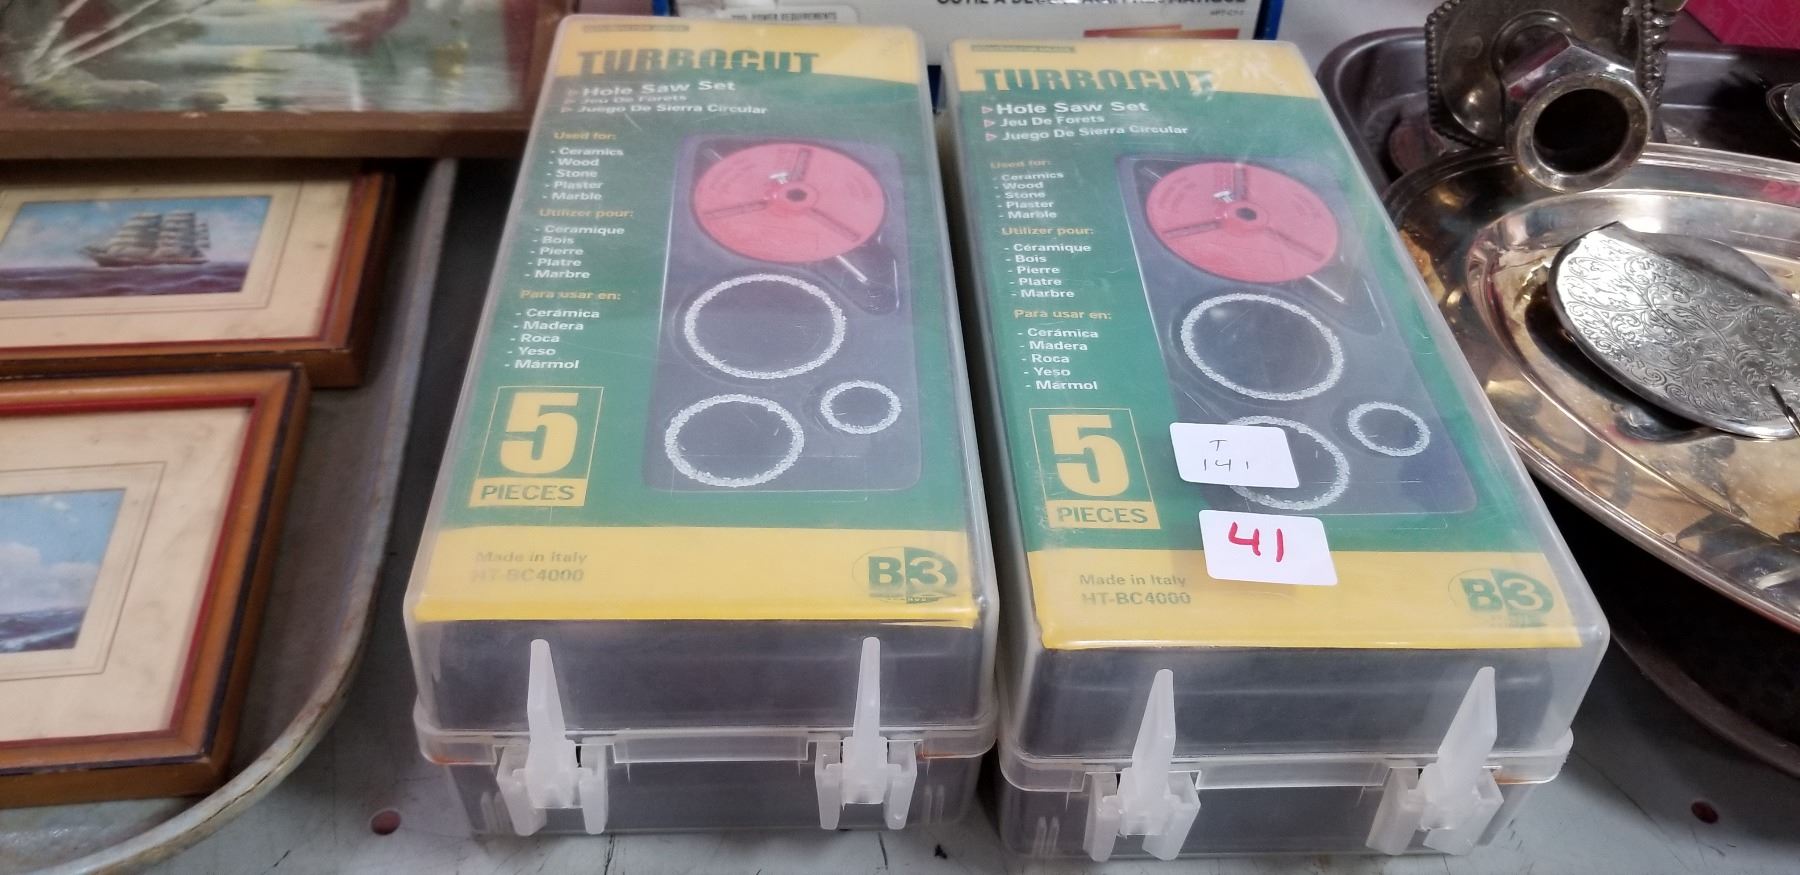 TURBOCUT
Hole Saw Set
Jeu De Forets
Juego De Sierra Circular
Used for:
- Ceramics
- Wood
- Stone
- Plaster
- Marble
Utilizer pour:
- Céramique
- Bois
- Pierre
- Platre
- Marbre
Para usar en:
- Cerámica
- Madera
- Roca
- Yeso
- Mármol
5
PIECES
Made in Italy
HT-BC4000
B3
TURBOCUT
Hole Saw Set
Jeu De Forets
Juego De Sierra Circular
Used for:
- Ceramics
- Wood
- Stone
- Plaster
- Marble
Utilizer pour:
- Céramique
- Bois
- Pierre
- Platre
- Marbre
Para usar en:
- Cerámica
- Madera
- Roca
- Yeso
- Mármol
5
PIECES
T
141
41
Made in Italy
HT-BC4000
B3